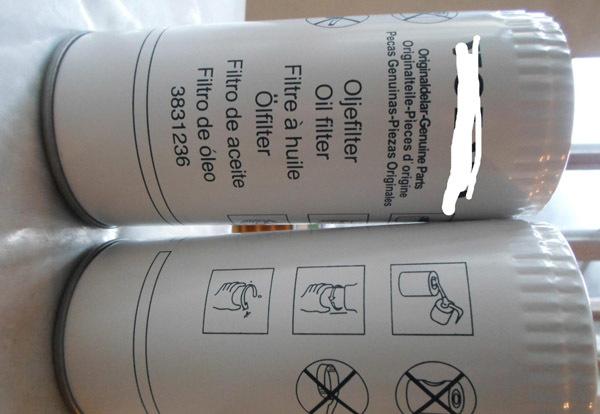 Originaldelar-Genuine Parts
Originalteile-Pieces d'origine
Pecas Genuinas-Piezas Originales
Oljefilter
Oil filter
Filtre à huile
Ölfilter
Filtro de aceite
Filtro de óleo
3831236